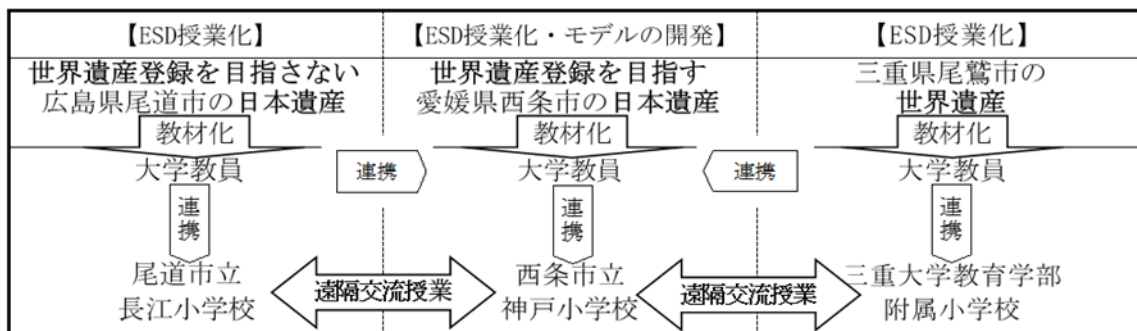 【ESD授業化】
【ESD授業化・モデルの開発】
【ESD授業化】
世界遺産登録を目指さない
広島県尾道市の日本遺産
世界遺産登録を目指す
愛媛県西条市の日本遺産
三重県尾鷲市の
世界遺産
教材化
教材化
教材化
大学教員
連携
大学教員
連携
大学教員
連携
連携
連携
尾道市立
長江小学校
遠隔交流授業
西条市立
神戸小学校
遠隔交流授業
三重大学教育学部
附属小学校